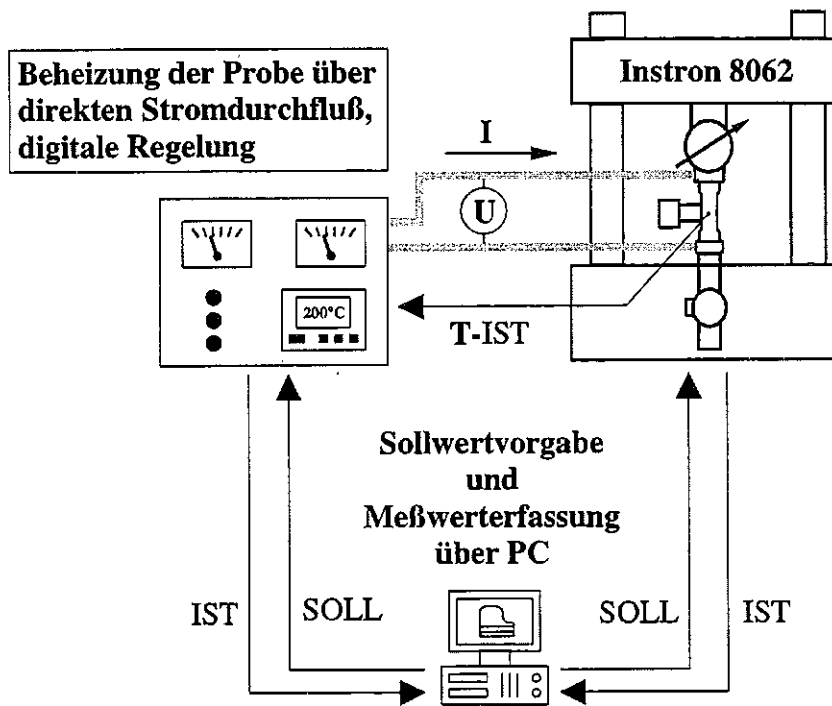 Beheizung der Probe über
direkten Stromdurchfluß,
digitale Regelung
Instron 8062
I
U
200°C
T-IST
Sollwertvorgabe
und
Meßwerterfassung
über PC
IST
SOLL
SOLL
IST